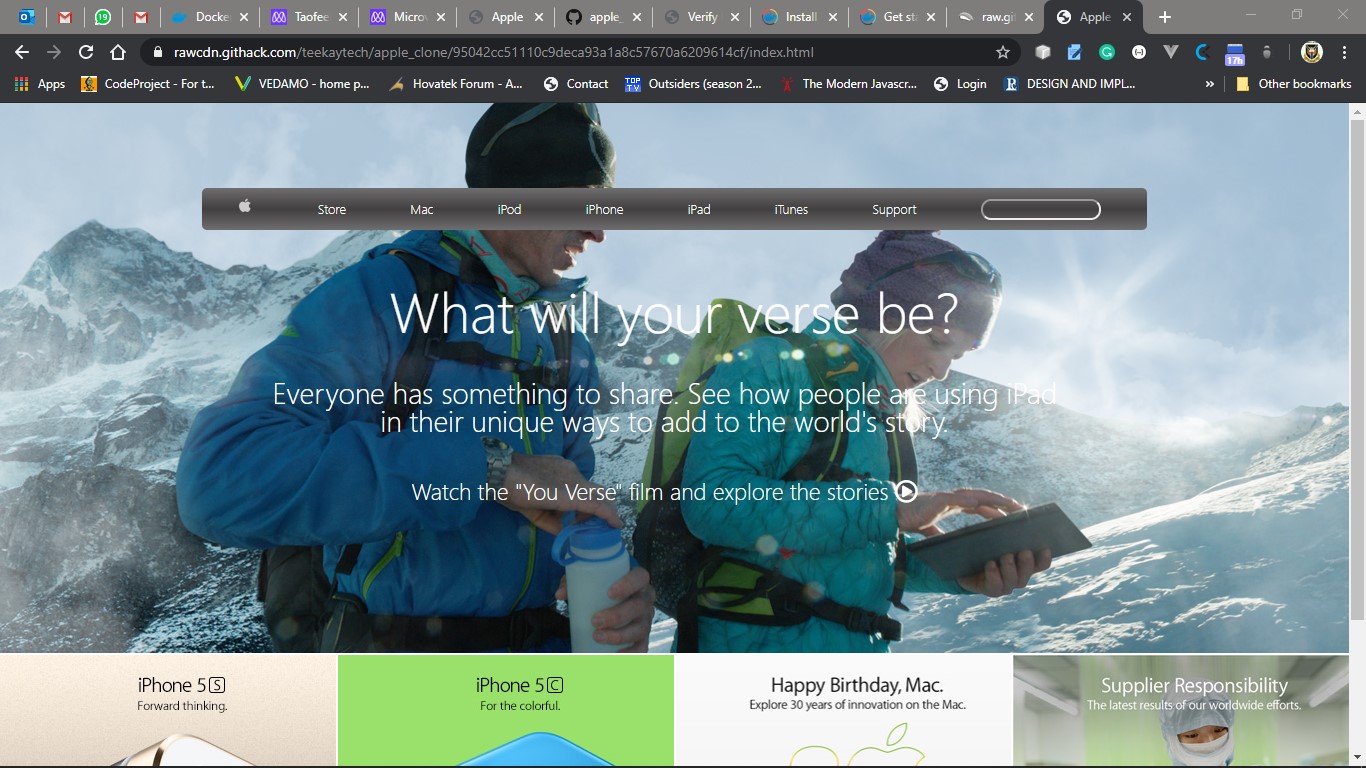 Docke
Taofee
Micro
Apple
apple_
Verify
Install
Get sta
raw.git
Apple
rawcdn.githack.com/teekaytech/apple_clone/95042cc51110c9deca93a1a8c57670a6209614cf/index.html
17h
Apps
CodeProject - For t...
VEDAMO - home p...
Hovatek Forum - A...
Contact
TOP TV
Outsiders (season 2...
The Modern Javascr...
Login
DESIGN AND IMPL...
»
Other bookmarks
19
Store
Mac
iPod
iPhone
iPad
iTunes
Support
What will your verse be?
Everyone has something to share. See how people are using iPad
in their unique ways to add to the world's story.
Watch the "You Verse" film and explore the stories
iPhone 5S
Forward thinking.
iPhone 5C
For the colorful.
Happy Birthday, Mac.
Explore 30 years of innovation on the Mac.
Supplier Responsibility
The latest results of our worldwide efforts.